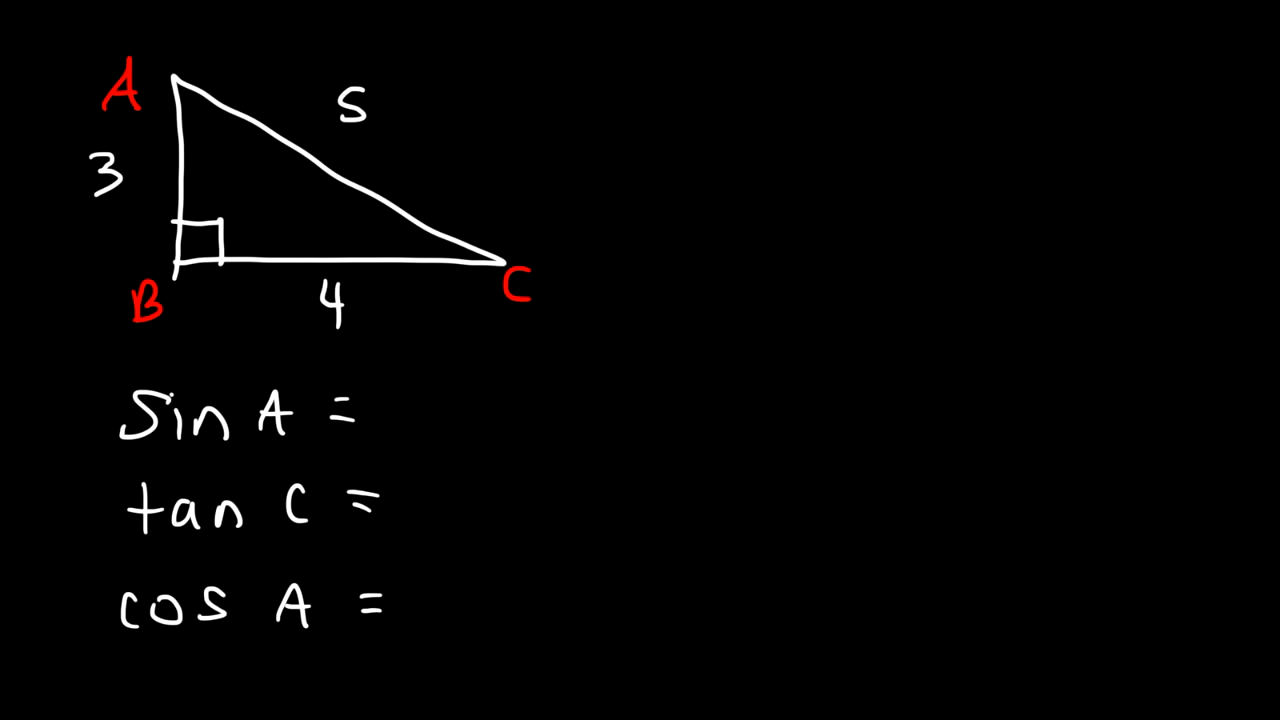 A
5
3
B
4
C
Sin A =
tan C =
cos A =